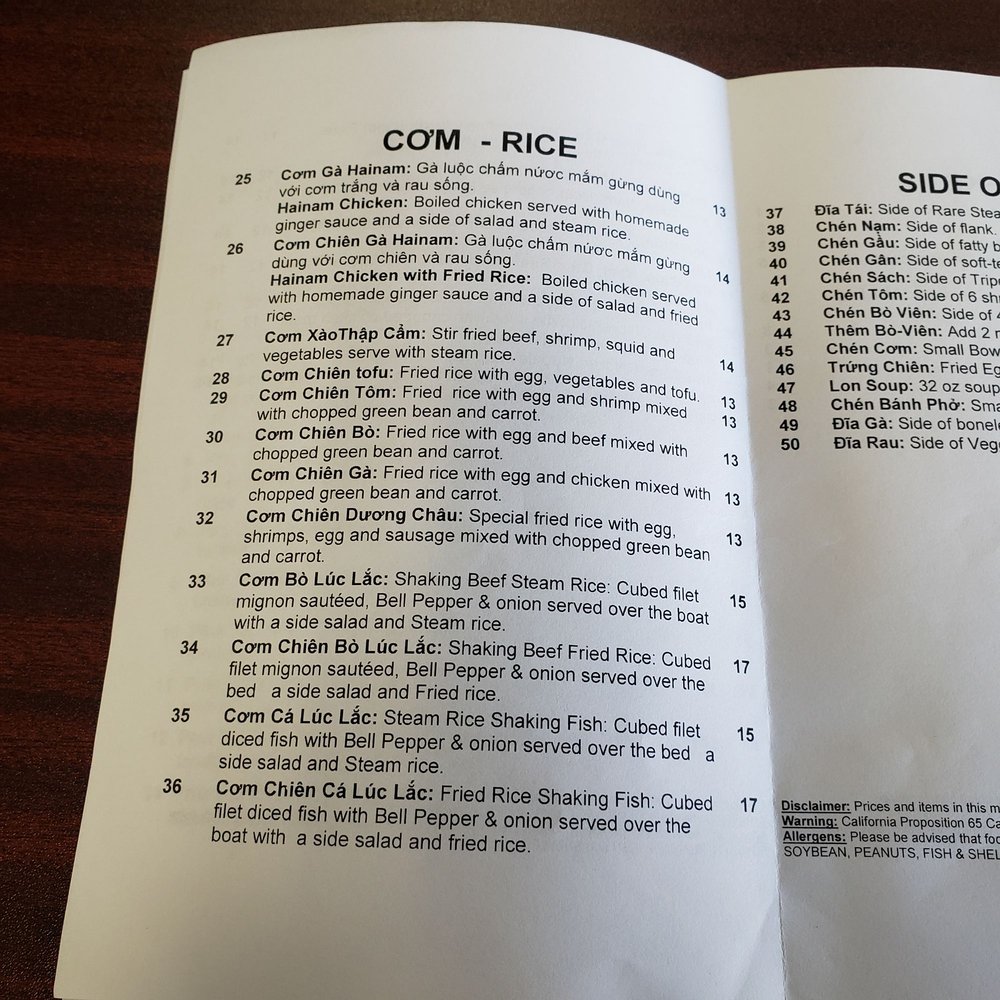 CƠM - RICE
25 Cơm Gà Hainam: Gà luộc chấm nước mắm gừng dùng
với cơm trắng và rau sống. 13
Hainam Chicken: Boiled chicken served with homemade
ginger sauce and a side of salad and steam rice.
26 Cơm Chiên Gà Hainam: Gà luộc chấm nước mắm gừng
dùng với cơm chiên và rau sống. 14
Hainam Chicken with Fried Rice: Boiled chicken served
with homemade ginger sauce and a side of salad and fried
rice.
27 Cơm XàoThập Cẩm: Stir fried beef, shrimp, squid and
vegetables serve with steam rice. 14
28 Cơm Chiên tofu: Fried rice with egg, vegetables and tofu. 13
29 Cơm Chiên Tôm: Fried rice with egg and shrimp mixed
with chopped green bean and carrot. 13
30 Cơm Chiên Bò: Fried rice with egg and beef mixed with
chopped green bean and carrot. 13
31 Cơm Chiên Gà: Fried rice with egg and chicken mixed with 13
chopped green bean and carrot.
32 Cơm Chiên Dương Châu: Special fried rice with egg, 13
shrimps, egg and sausage mixed with chopped green bean
and carrot.
33 Cơm Bò Lúc Lắc: Shaking Beef Steam Rice: Cubed filet 15
mignon sautéed, Bell Pepper & onion served over the boat
with a side salad and Steam rice.
34 Cơm Chiên Bò Lúc Lắc: Shaking Beef Fried Rice: Cubed 17
filet mignon sautéed, Bell Pepper & onion served over the
bed a side salad and Fried rice.
35 Cơm Cá Lúc Lắc: Steam Rice Shaking Fish: Cubed filet 15
diced fish with Bell Pepper & onion served over the bed a
side salad and Steam rice.
36 Cơm Chiên Cá Lúc Lắc: Fried Rice Shaking Fish: Cubed 17
filet diced fish with Bell Pepper & onion served over the
boat with a side salad and fried rice.
SIDE
37 Đĩa Tái: Side of Rare
38 Chén Nạm: Side of flank.
39 Chén Gầu: Side of fatty
40 Chén Gân: Side of
41 Chén Sách: Side of
42 Chén Tôm: Side of 6
43 Chén Bò Viên: Side of
44 Thêm Bò-Viên: Add 2
45 Chén Cơm: Small
46 Trứng Chiên: Fried
47 Lon Soup: 32 oz soup
48 Chén Bánh Phở:
49 Đĩa Gà: Side of
50 Đĩa Rau: Side of
Disclaimer: Prices and items in this
Warning: California Proposition 65
Allergens: Please be advised that
SOYBEAN, PEANUTS, FISH &